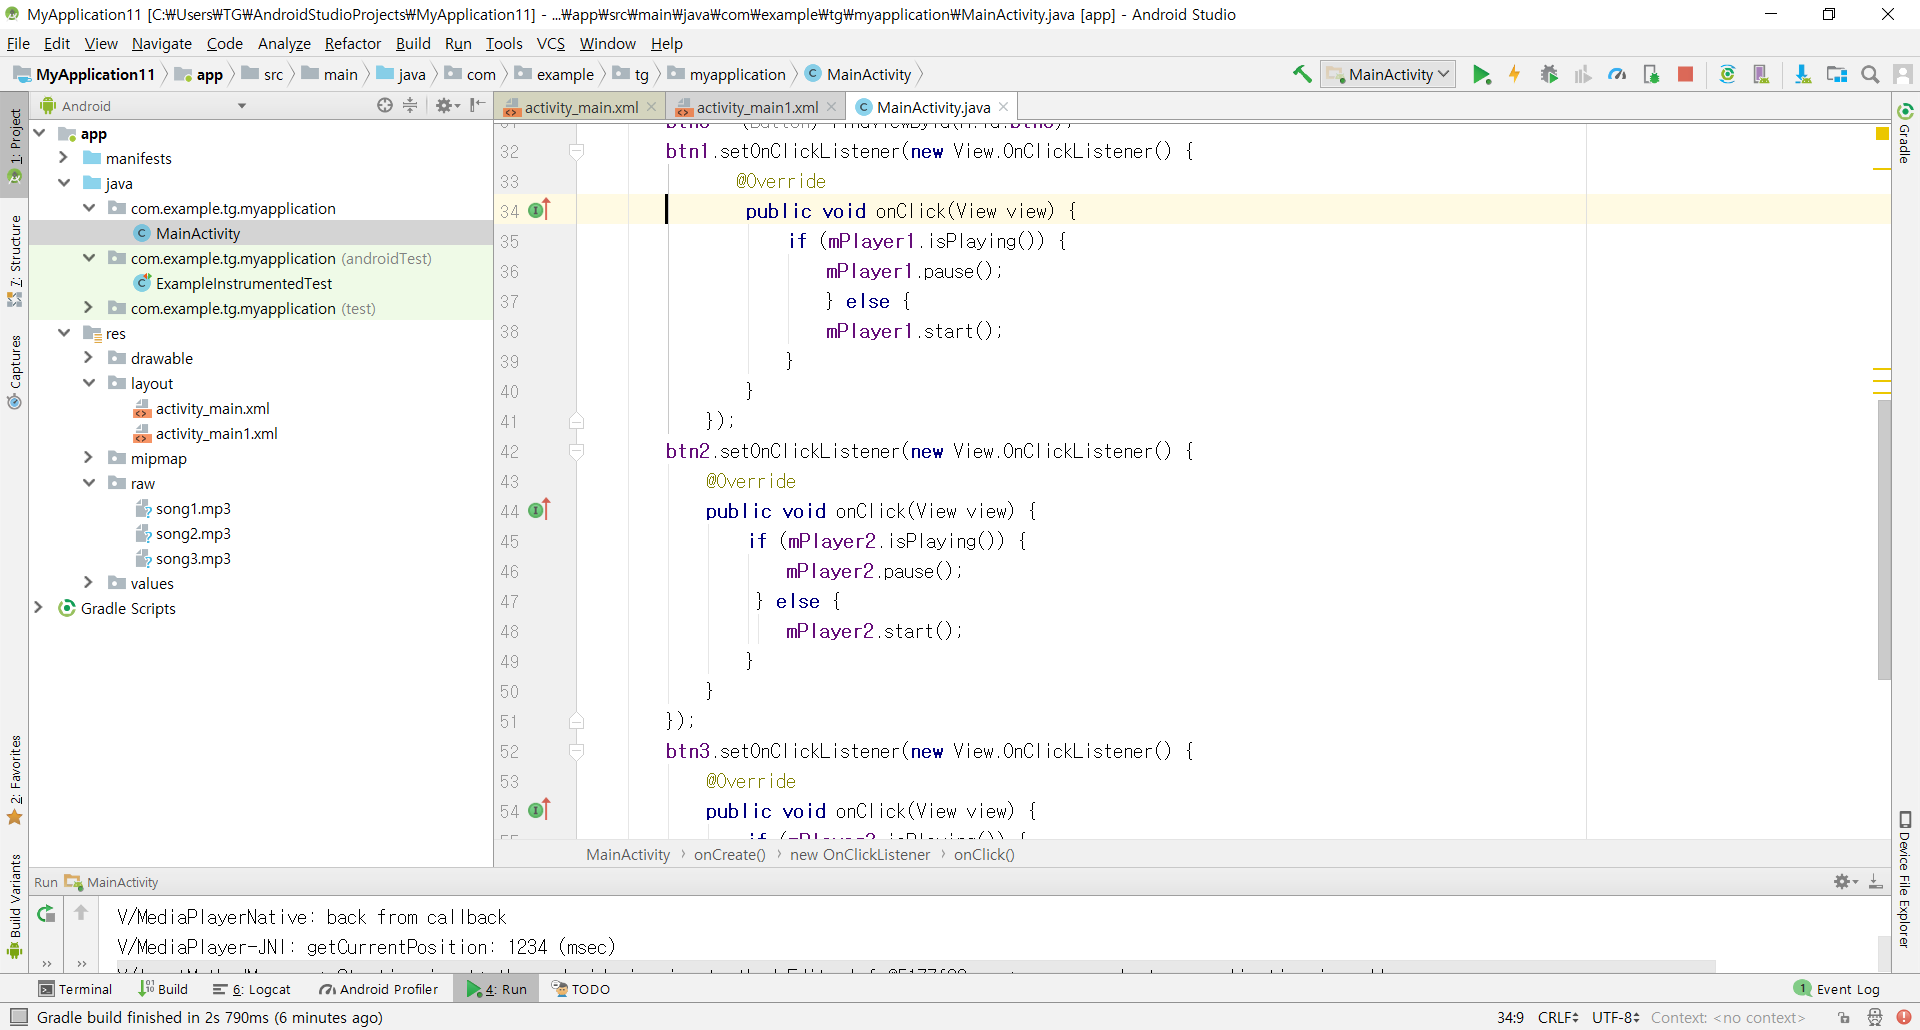 MyApplication11 [C:₩Users₩TG₩AndroidStudioProjects₩MyApplication11] - ...₩app₩src₩main₩java₩com₩example₩tg₩myapplication₩MainActivity.java [app] - Android Studio
File Edit View Navigate Code Analyze Refactor Build Run Tools VCS Window Help
MyApplication11 app src main java com example tg myapplication MainActivity
MainActivity
Android
activity_main.xml activity_main1.xml MainActivity.java
1: Project
7: Structure
Captures
2: Favorites
Build Variants
app
manifests
java
com.example.tg.myapplication
MainActivity
com.example.tg.myapplication (androidTest)
ExampleInstrumentedTest
com.example.tg.myapplication (test)
res
drawable
layout
activity_main.xml
activity_main1.xml
mipmap
raw
song1.mp3
song2.mp3
song3.mp3
values
Gradle Scripts
32 btn1.setOnClickListener(new View.OnClickListener() {
33 @Override
34 public void onClick(View view) {
35 if (mPlayer1.isPlaying()) {
36 mPlayer1.pause();
37 } else {
38 mPlayer1.start();
39 }
40 }
41 });
42 btn2.setOnClickListener(new View.OnClickListener() {
43 @Override
44 public void onClick(View view) {
45 if (mPlayer2.isPlaying()) {
46 mPlayer2.pause();
47 } else {
48 mPlayer2.start();
49 }
50 }
51 });
52 btn3.setOnClickListener(new View.OnClickListener() {
53 @Override
54 public void onClick(View view) {
MainActivity › onCreate() › new OnClickListener › onClick()
Gradle
Device File Explorer
Run MainActivity
V/MediaPlayerNative: back from callback
V/MediaPlayer-JNI: getCurrentPosition: 1234 (msec)
Terminal Build 6: Logcat Android Profiler 4: Run TODO 1 Event Log
Gradle build finished in 2s 790ms (6 minutes ago) 34:9 CRLF UTF-8 Context: <no context>